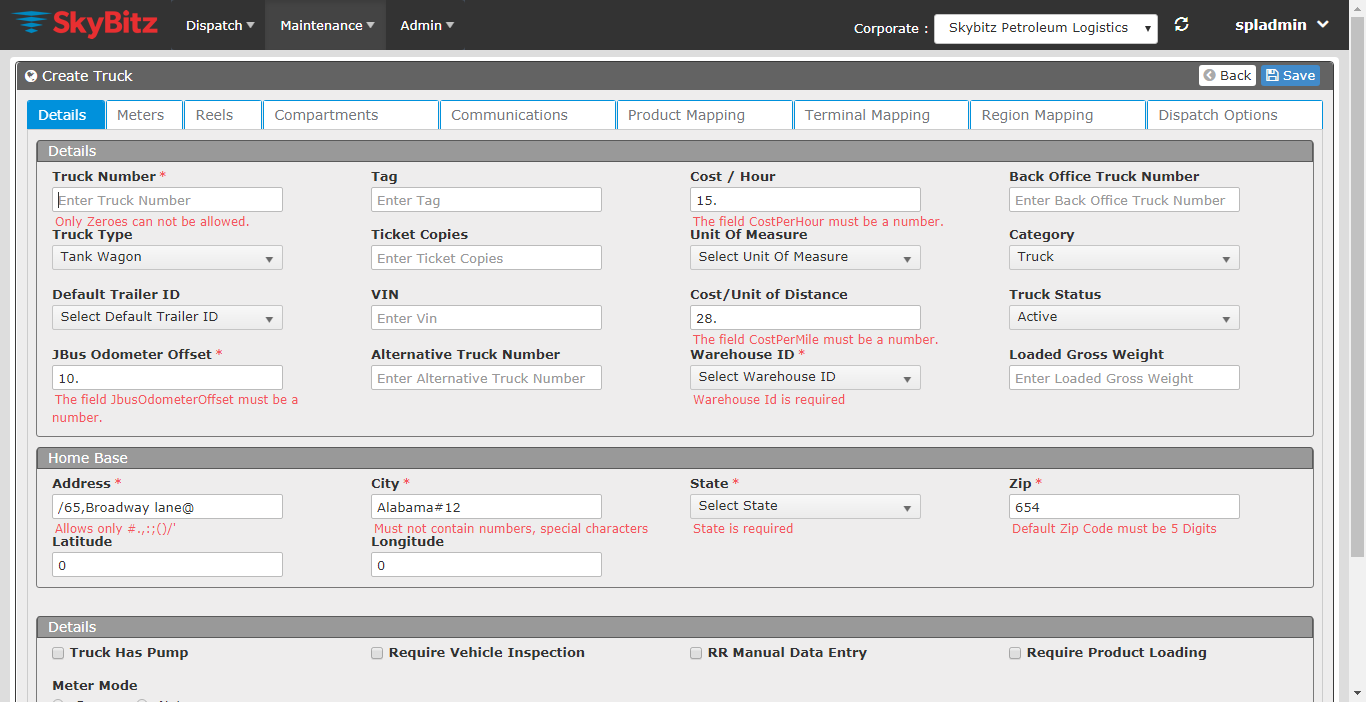 SkyBitz Dispatch Maintenance Admin Corporate : Skybitz Petroleum Logistics spladmin
Create Truck Back Save
Details Meters Reels Compartments Communications Product Mapping Terminal Mapping Region Mapping Dispatch Options
Details
Truck Number * Tag Cost / Hour Back Office Truck Number
Enter Truck Number Enter Tag 15. Enter Back Office Truck Number
Only Zeroes can not be allowed. The field CostPerHour must be a number.
Truck Type Ticket Copies Unit Of Measure Category
Tank Wagon Enter Ticket Copies Select Unit Of Measure Truck
Default Trailer ID VIN Cost/Unit of Distance Truck Status
Select Default Trailer ID Enter Vin 28. Active
The field CostPerMile must be a number.
JBus Odometer Offset * Alternative Truck Number Warehouse ID * Loaded Gross Weight
10. Enter Alternative Truck Number Select Warehouse ID Enter Loaded Gross Weight
The field JbusOdometerOffset must be a Warehouse Id is required
number.
Home Base
Address * City * State * Zip *
/65,Broadway lane@ Alabama#12 Select State 654
Allows only #.,:;()/' Must not contain numbers, special characters State is required Default Zip Code must be 5 Digits
Latitude Longitude
0 0
Details
Truck Has Pump Require Vehicle Inspection RR Manual Data Entry Require Product Loading
Meter Mode